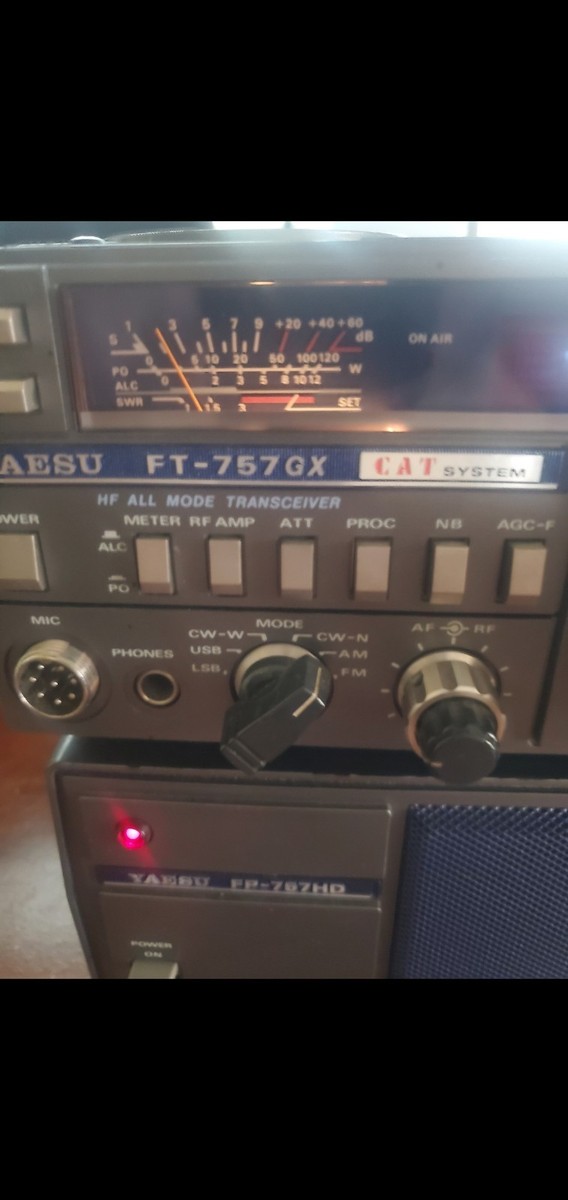 S 1 3 5 7 9 +20 +40 +60 dB
ON AIR
PO 0 6 10 20 50 100 120 W
ALC 0 2 3 5 8 10 12
SWR 1 1.5 3 SET
AESU FT-757GX CAT SYSTEM
HF ALL MODE TRANSCEIVER
OWER METER RF AMP ATT PROC NB AGC-F
ALC
PO
MIC
PHONES
MODE
CW-W CW-N
USB AM
LSB FM
AF RF
YAESU FP-757HD
POWER
ON